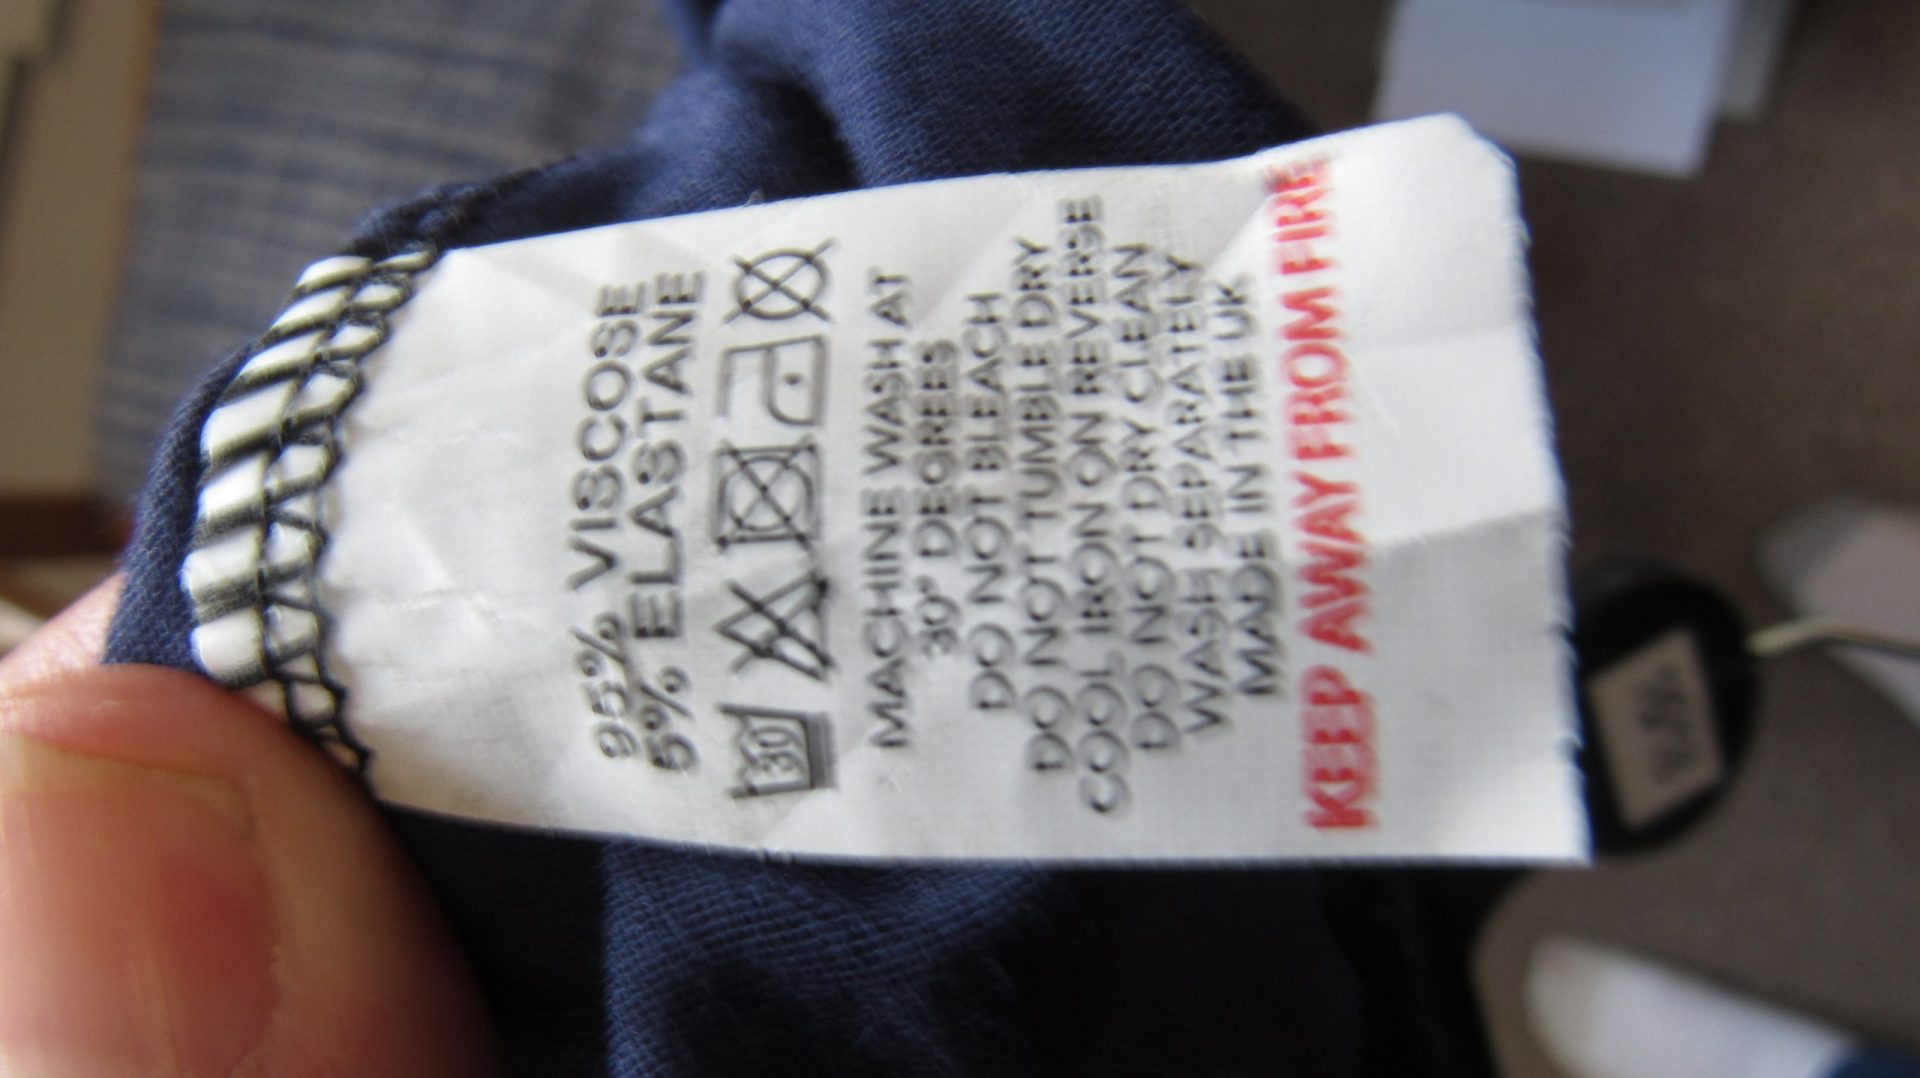 95% VISCOSE
5% ELASTANE
30
MACHINE WASH AT
30° DEGREES
DO NOT BLEACH
DO NOT TUMBLE DRY
COOL IRON ON REVERSE
DO NOT DRY CLEAN
WASH SEPARATELY
MADE IN THE UK
KEEP AWAY FROM FIRE